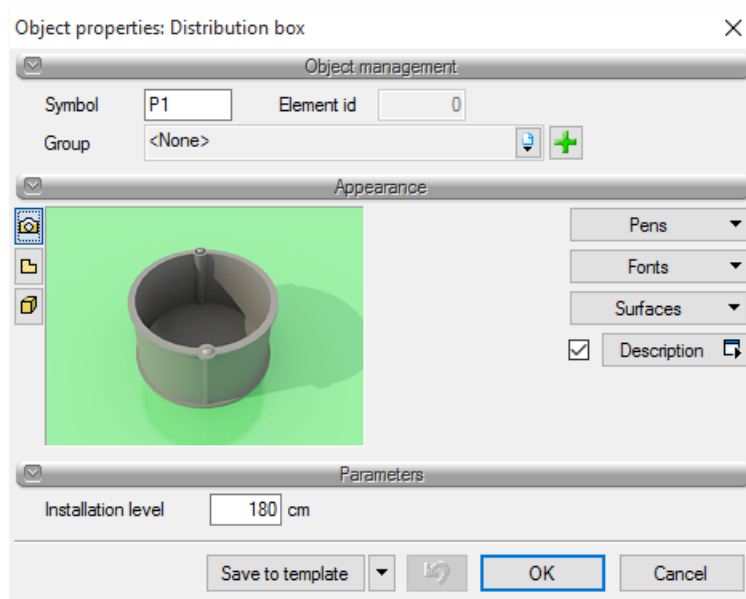 Object properties: Distribution box
Object management
Symbol P1 Element id 0
Group <None>
Appearance
Pens
Fonts
Surfaces
Description
Parameters
Installation level 180 cm
Save to template OK Cancel